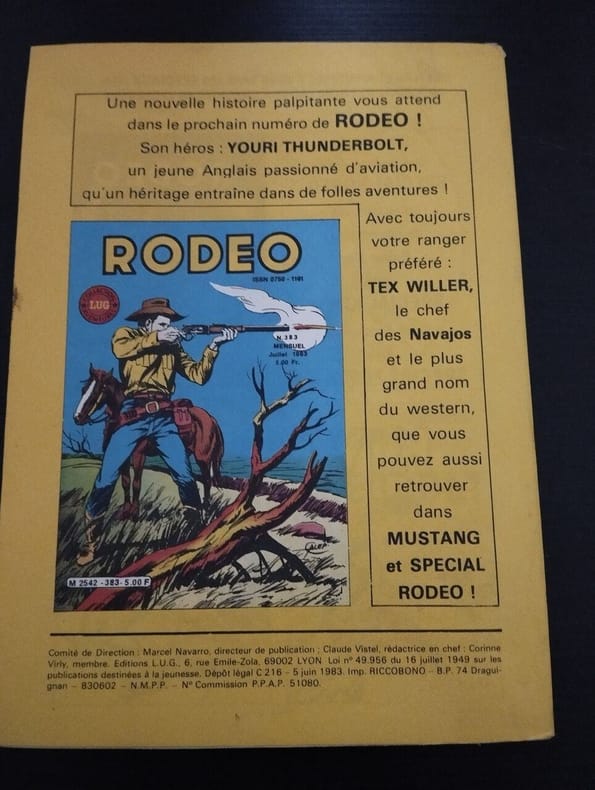 Une nouvelle histoire palpitante vous attend
dans le prochain numéro de RODEO !
Son héros : YOURI THUNDERBOLT,
un jeune Anglais passionné d'aviation,
qu'un héritage entraîne dans de folles aventures !
Avec toujours
votre ranger
préféré :
TEX WILLER,
le chef
des Navajos
et le plus
grand nom
du western,
que vous
pouvez aussi
retrouver
dans
MUSTANG
et SPECIAL
RODEO !
RODEO
ISSN 0750 - 1161
LUG
N. 383
MENSUEL
Juillet 1983
5.00 Fr.
M 2542 - 383 - 5.00 F
Comité de Direction : Marcel Navarro, directeur de publication ; Claude Vistel, rédactrice en chef : Corinne
Virly, membre. Editions L.U.G., 6, rue Emile-Zola, 69002 LYON Loi n° 49.956 du 16 juillet 1949 sur les
publications destinées à la jeunesse. Dépôt légal C 216 – 5 juin 1983. Imp. RICCOBONO – B.P. 74 Dragui-
gnan – 830602 – N.M.P.P. – N° Commission P.P.A.P. 51080.